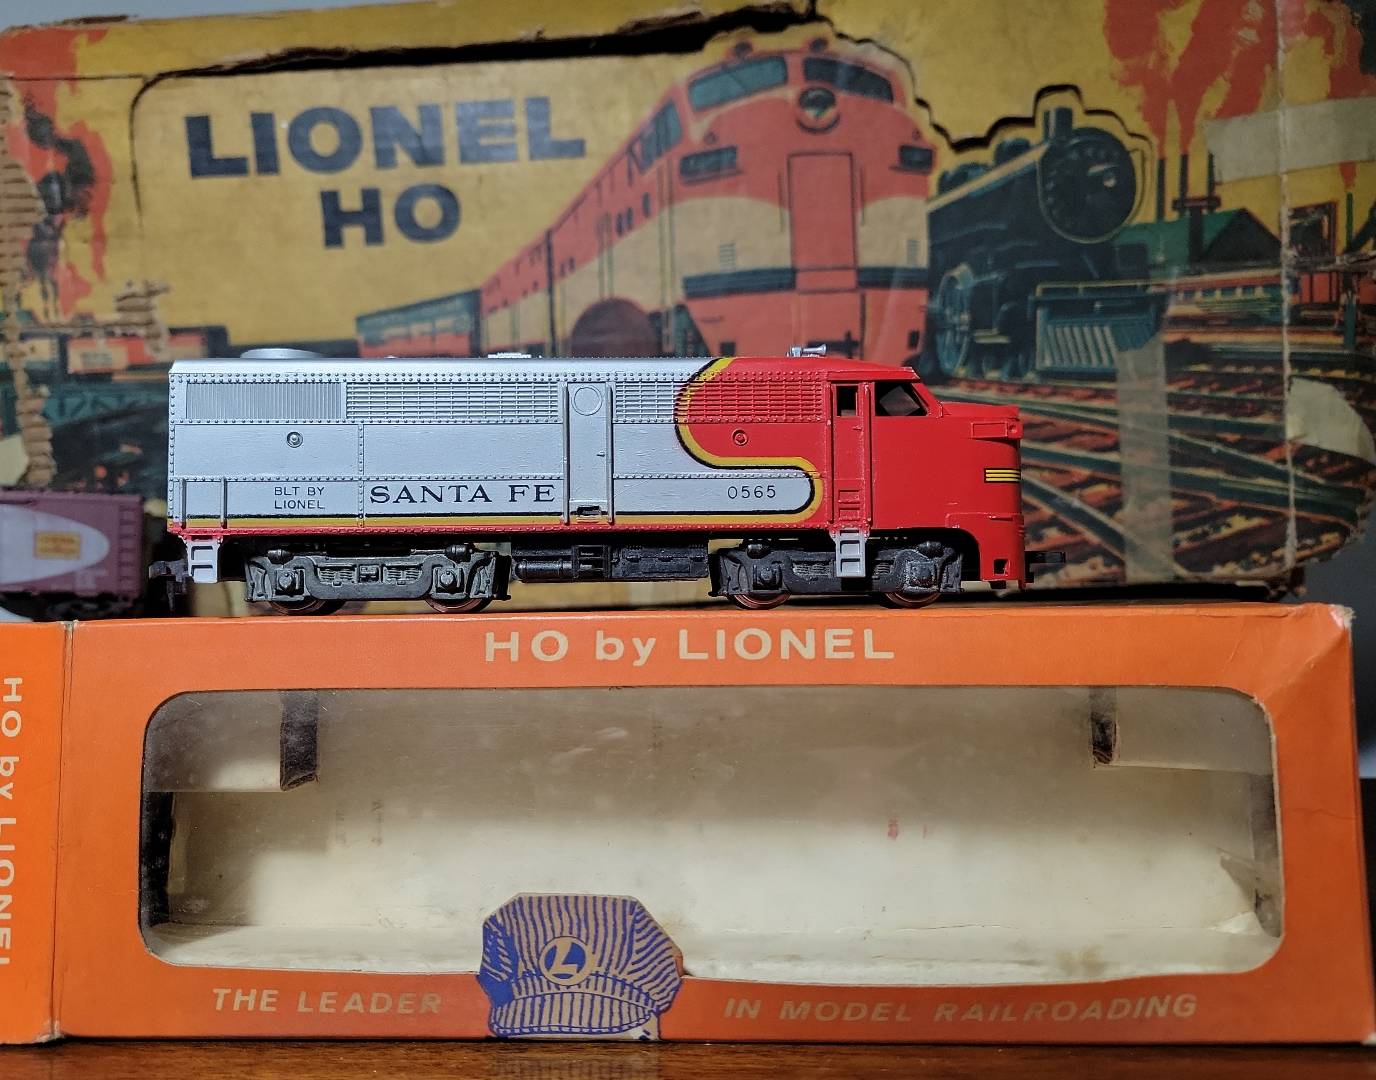 LIONEL
HO
BLT BY
LIONEL
SANTA FE
0565
HO by LIONEL
HO by LIONEL
L
THE LEADER
IN MODEL RAILROADING